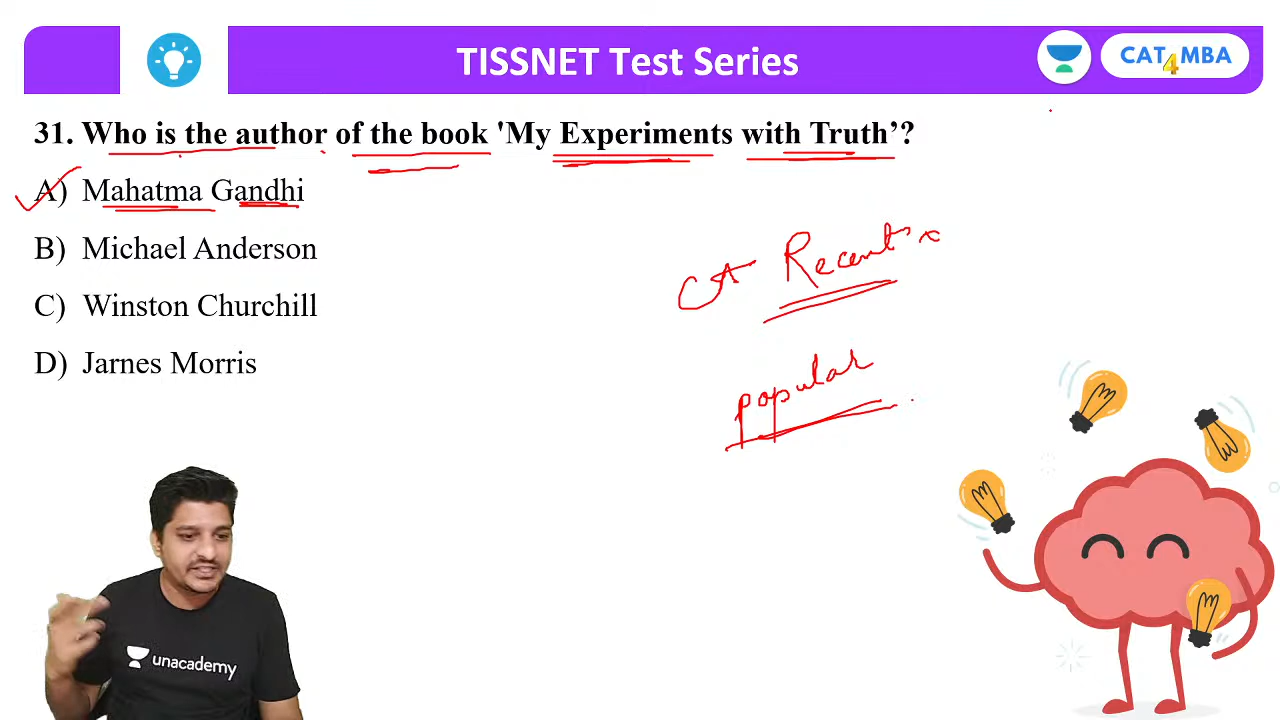 TISSNET Test Series
CAT4MBA
31. Who is the author of the book 'My Experiments with Truth’?
A) Mahatma Gandhi
B) Michael Anderson
C) Winston Churchill
D) Jarnes Morris
CA Recent x
popular
unacademy